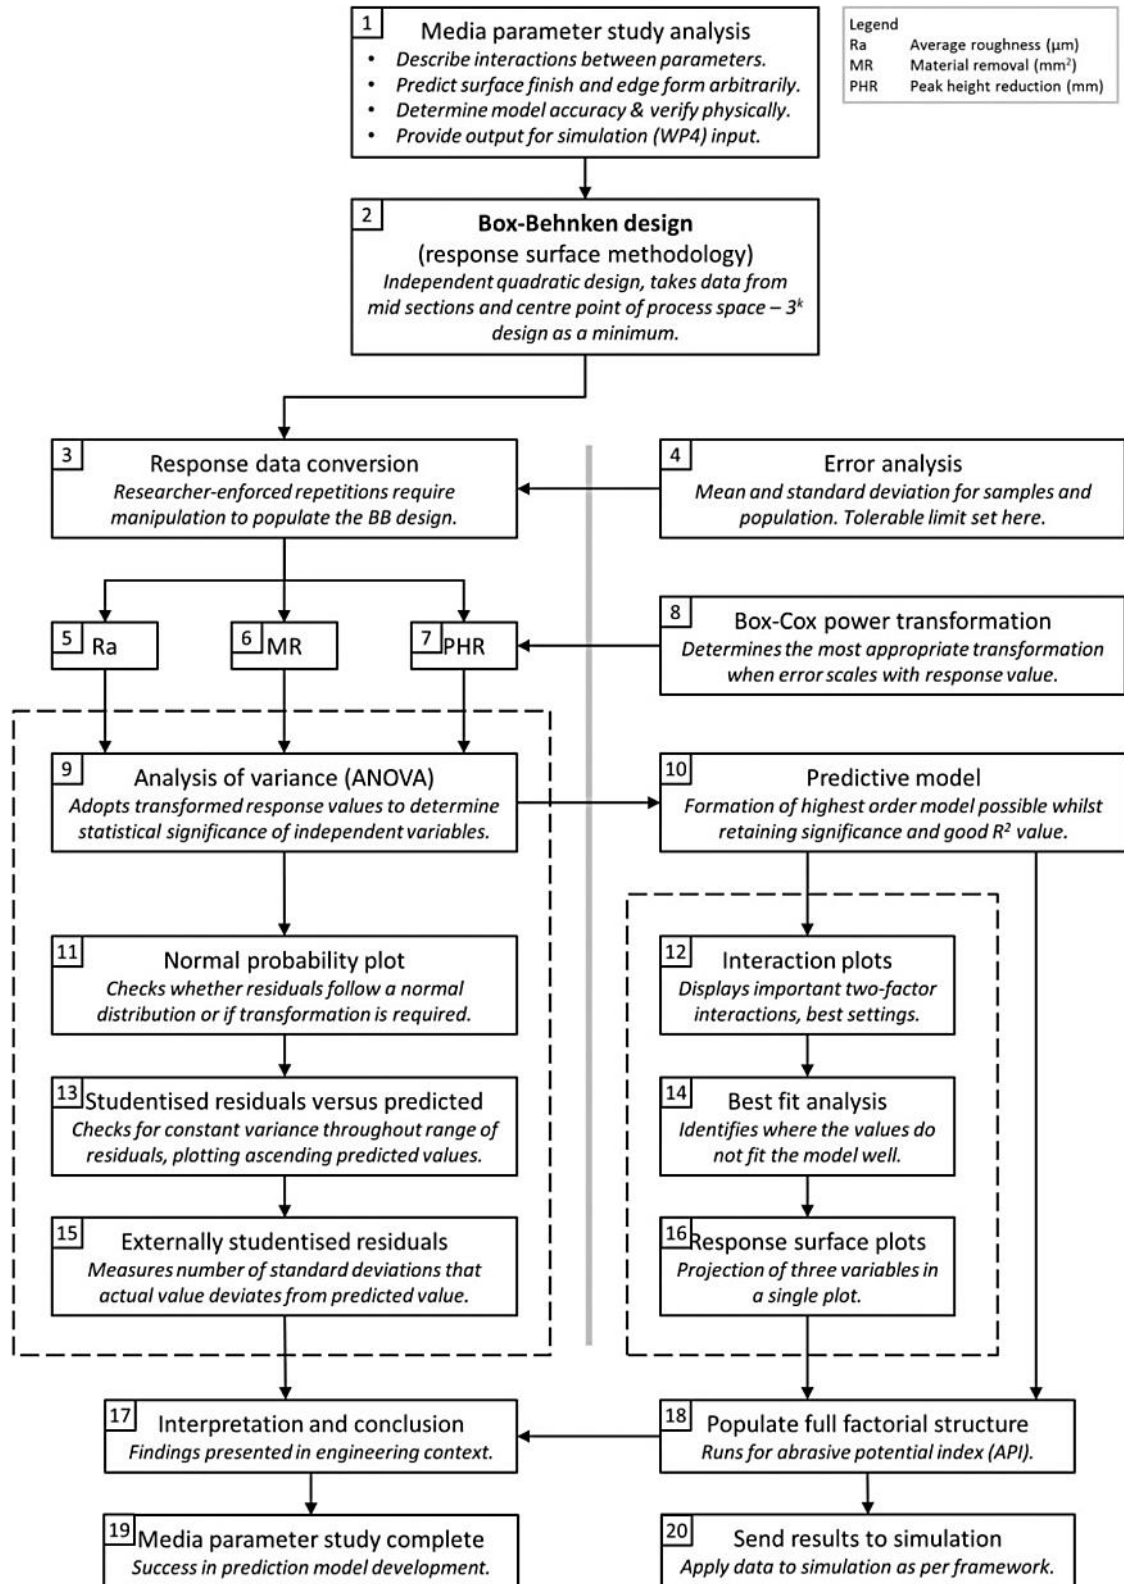 1
Media parameter study analysis
• Describe interactions between parameters.
• Predict surface finish and edge form arbitrarily.
• Determine model accuracy & verify physically.
• Provide output for simulation (WP4) input.
Legend
Ra Average roughness (µm)
MR Material removal (mm²)
PHR Peak height reduction (mm)
2
Box-Behnken design
(response surface methodology)
Independent quadratic design, takes data from
mid sections and centre point of process space – 3ᵏ
design as a minimum.
3
Response data conversion
Researcher-enforced repetitions require
manipulation to populate the BB design.
4
Error analysis
Mean and standard deviation for samples and
population. Tolerable limit set here.
5
Ra
6
MR
7
PHR
8
Box-Cox power transformation
Determines the most appropriate transformation
when error scales with response value.
9
Analysis of variance (ANOVA)
Adopts transformed response values to determine
statistical significance of independent variables.
10
Predictive model
Formation of highest order model possible whilst
retaining significance and good R² value.
11
Normal probability plot
Checks whether residuals follow a normal
distribution or if transformation is required.
12
Interaction plots
Displays important two-factor
interactions, best settings.
13
Studentised residuals versus predicted
Checks for constant variance throughout range of
residuals, plotting ascending predicted values.
14
Best fit analysis
Identifies where the values do
not fit the model well.
15
Externally studentised residuals
Measures number of standard deviations that
actual value deviates from predicted value.
16
Response surface plots
Projection of three variables in
a single plot.
17
Interpretation and conclusion
Findings presented in engineering context.
18
Populate full factorial structure
Runs for abrasive potential index (API).
19
Media parameter study complete
Success in prediction model development.
20
Send results to simulation
Apply data to simulation as per framework.